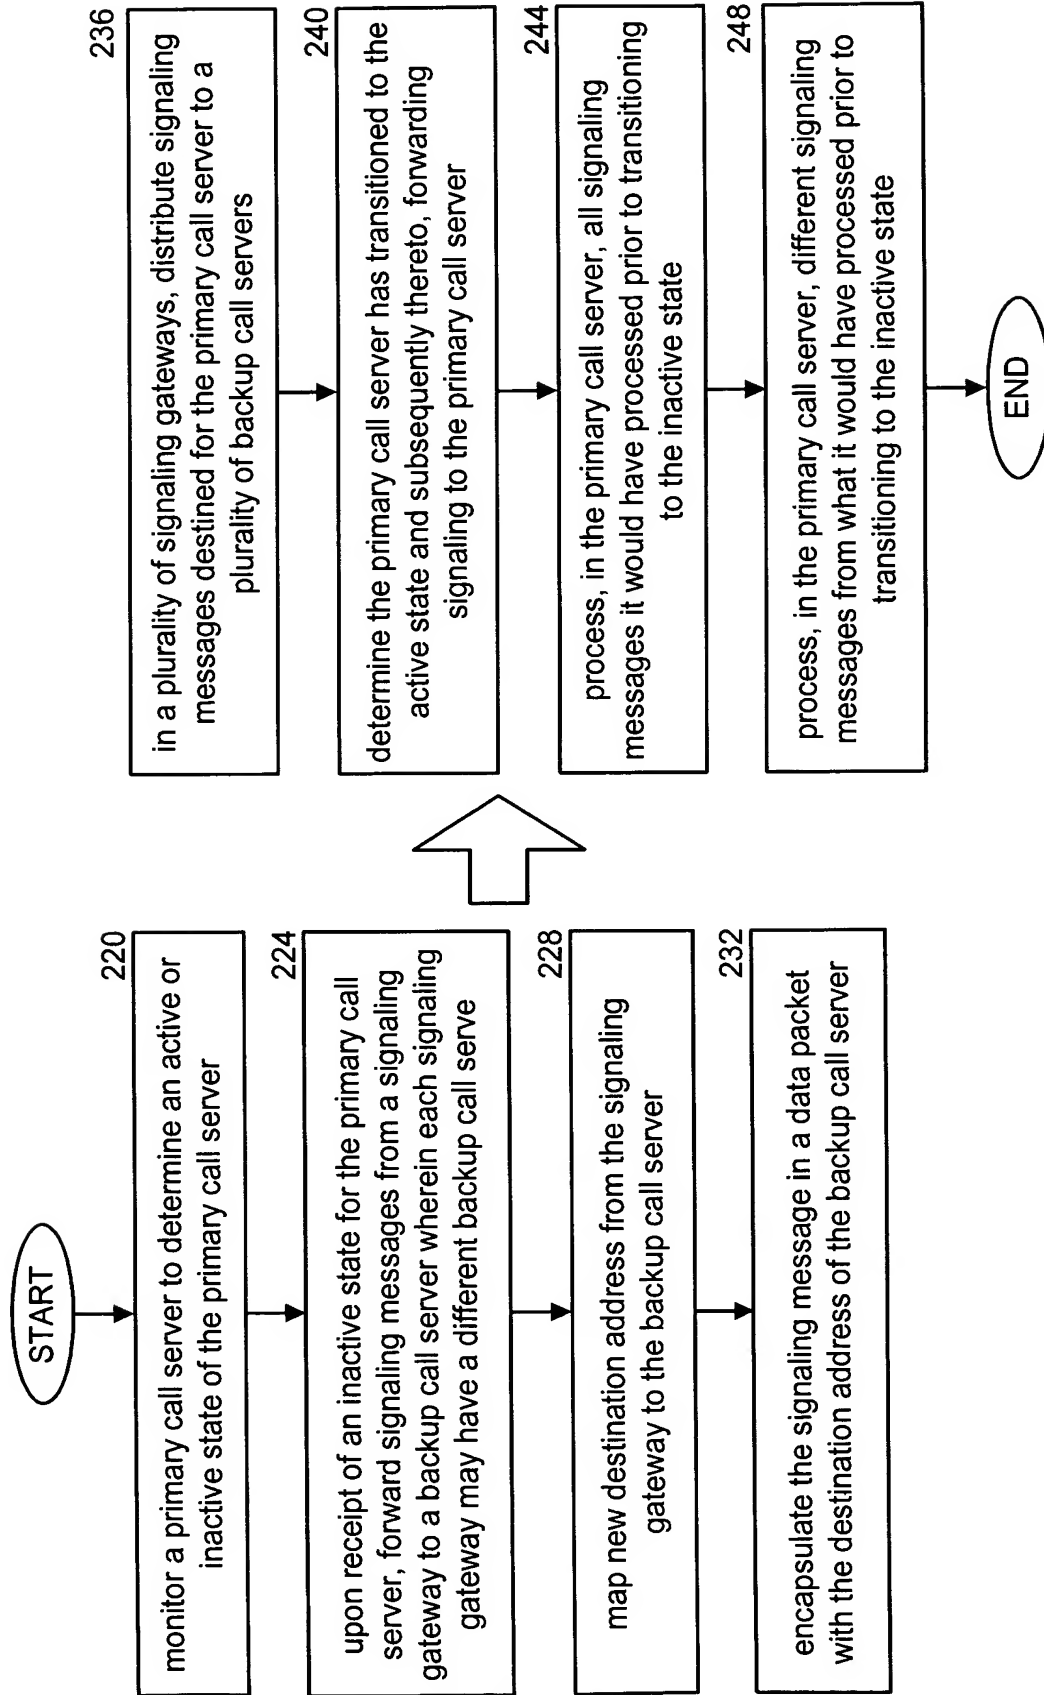 START
220
monitor a primary call server to determine an active or
inactive state of the primary call server
224
upon receipt of an inactive state for the primary call
server, forward signaling messages from a signaling
gateway to a backup call server wherein each signaling
gateway may have a different backup call serve
228
map new destination address from the signaling
gateway to the backup call server
232
encapsulate the signaling message in a data packet
with the destination address of the backup call server
236
in a plurality of signaling gateways, distribute signaling
messages destined for the primary call server to a
plurality of backup call servers
240
determine the primary call server has transitioned to the
active state and subsequently thereto, forwarding
signaling to the primary call server
244
process, in the primary call server, all signaling
messages it would have processed prior to transitioning
to the inactive state
248
process, in the primary call server, different signaling
messages from what it would have processed prior to
transitioning to the inactive state
END